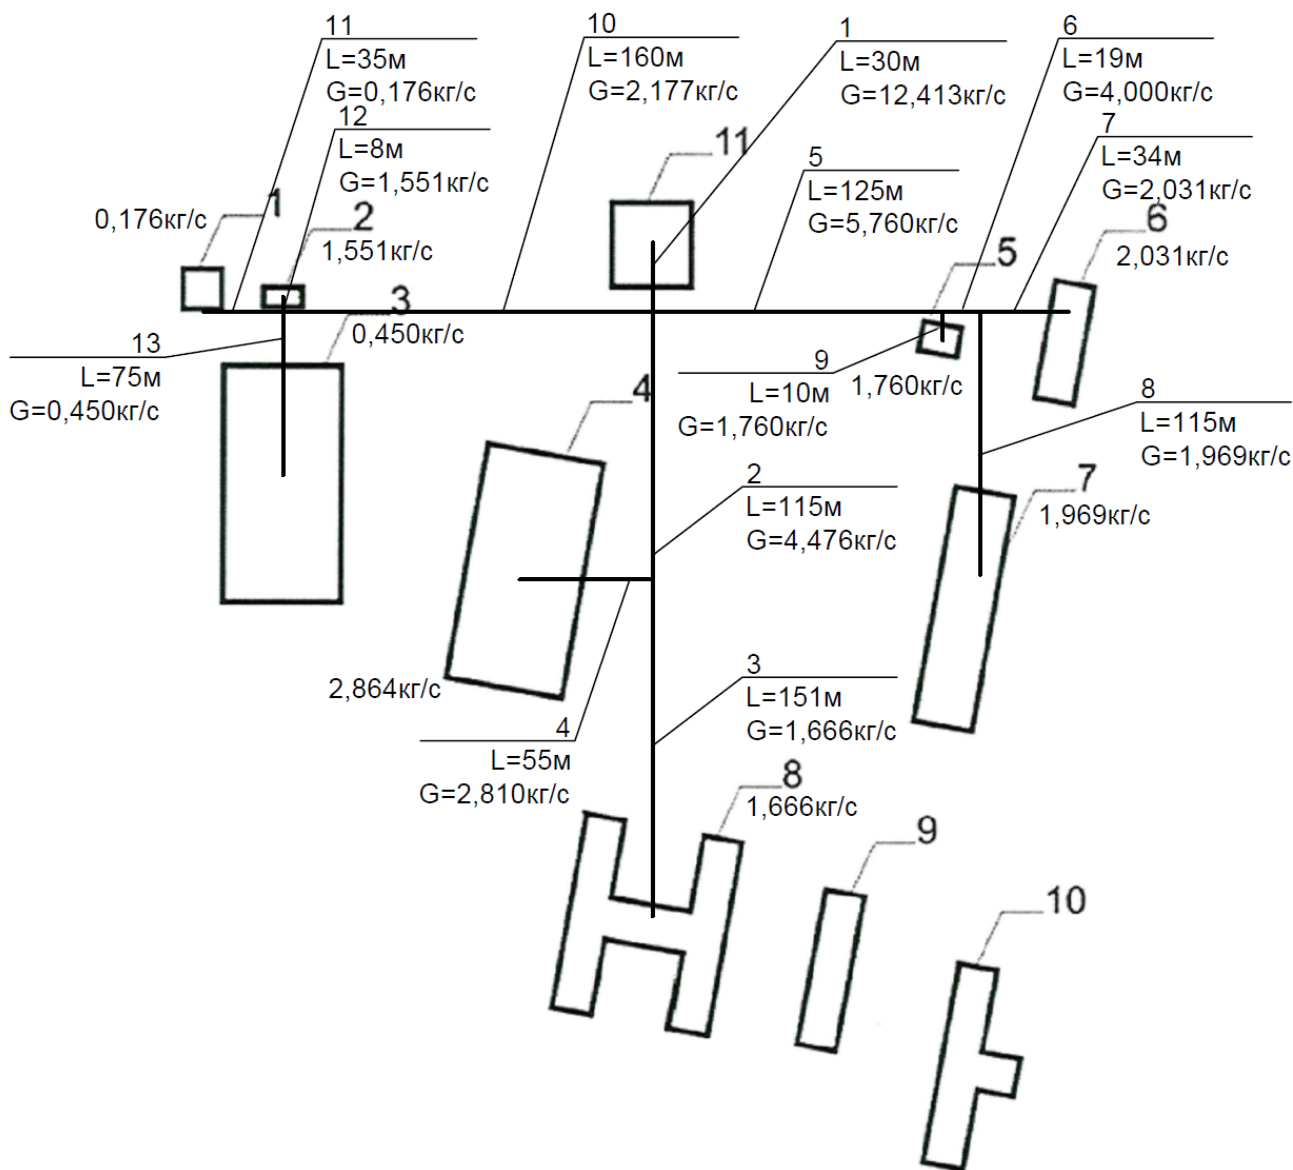 11
L=35м
G=0,176кг/с
10
L=160м
G=2,177кг/с
1
L=30м
G=12,413кг/с
6
L=19м
G=4,000кг/с
12
L=8м
G=1,551кг/с
11
5
L=125м
G=5,760кг/с
7
L=34м
G=2,031кг/с
0,176кг/с
1
2
1,551кг/с
6
2,031кг/с
5
3
0,450кг/с
13
L=75м
G=0,450кг/с
9
L=10м
G=1,760кг/с
1,760кг/с
4
8
L=115м
G=1,969кг/с
2
L=115м
G=4,476кг/с
7
1,969кг/с
2,864кг/с
3
L=151м
G=1,666кг/с
4
L=55м
G=2,810кг/с
8
1,666кг/с
9
10